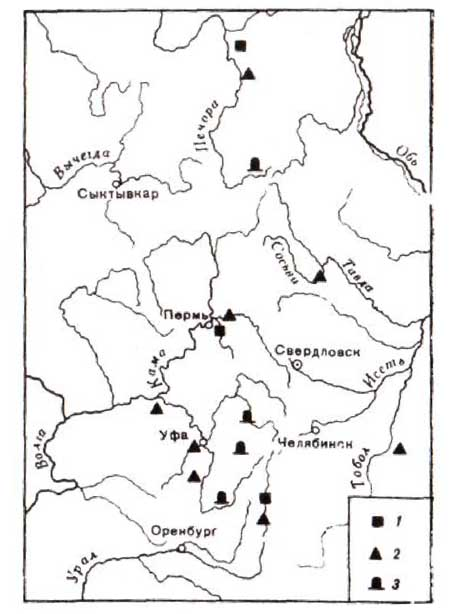 Печора
Обь
Вычегда
Сыктывкар
Сосьва
Тавда
Пермь
Свердловск
Кама
Исеть
Волга
Уфа
Челябинск
Тобол
Оренбург
Урал
1
2
3